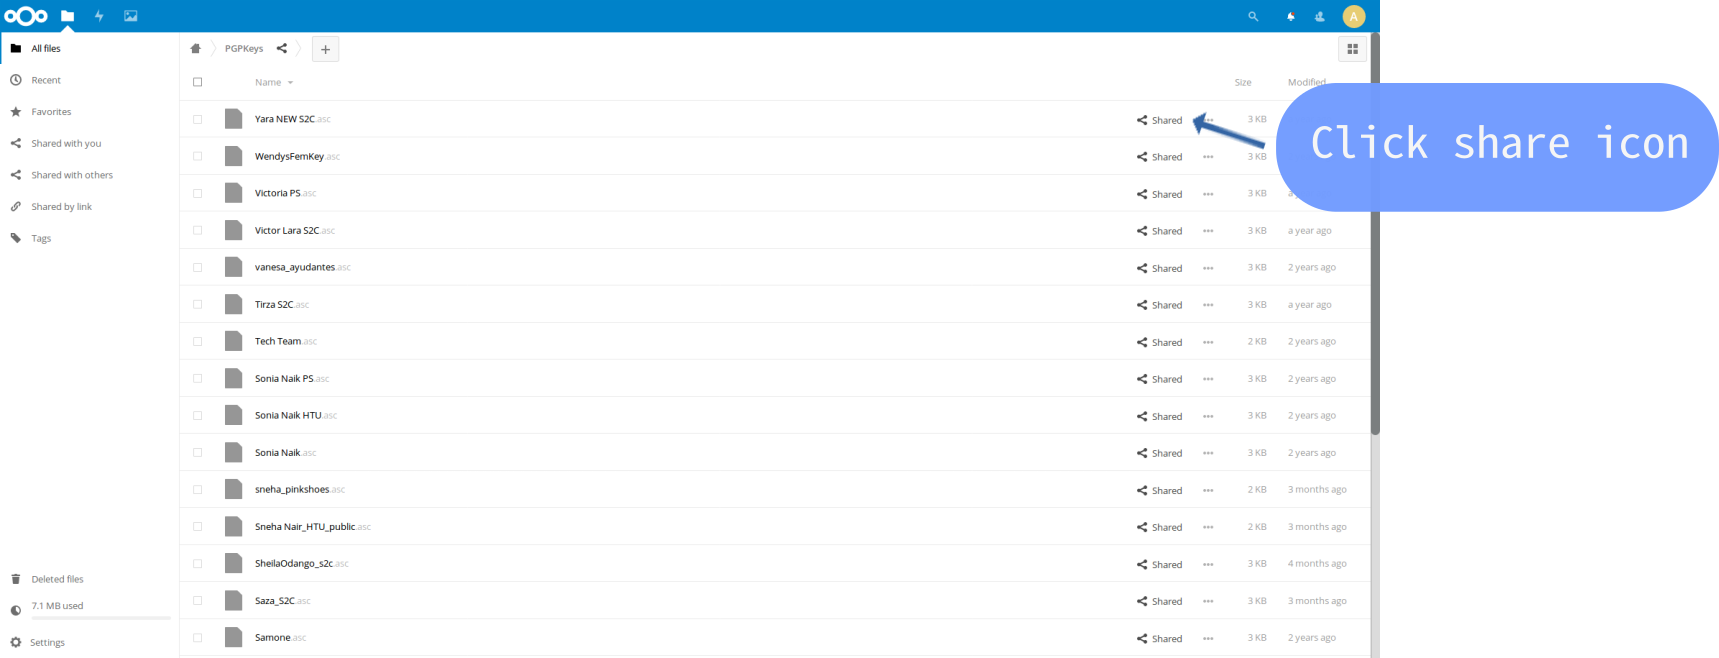 A
All files
Recent
Favorites
Shared with you
Shared with others
Shared by link
Tags
Deleted files
7.1 MB used
Settings
PGPKeys +
Name Size Modified
Yara NEW S2C.asc Shared ... 3 KB
WendysFemKey.asc Shared ... 3 KB
Victoria PS.asc Shared ... 3 KB
Victor Lara S2C.asc Shared ... 3 KB a year ago
vanesa_ayudantes.asc Shared ... 3 KB 2 years ago
Tirza S2C.asc Shared ... 3 KB a year ago
Tech Team.asc Shared ... 2 KB 2 years ago
Sonia Naik PS.asc Shared ... 3 KB 2 years ago
Sonia Naik HTU.asc Shared ... 3 KB 2 years ago
Sonia Naik.asc Shared ... 3 KB 2 years ago
sneha_pinkshoes.asc Shared ... 2 KB 3 months ago
Sneha Nair_HTU_public.asc Shared ... 2 KB 3 months ago
SheilaOdango_s2c.asc Shared ... 3 KB 4 months ago
Saza_S2C.asc Shared ... 3 KB 3 months ago
Samone.asc Shared ... 3 KB 2 years ago
Click share icon